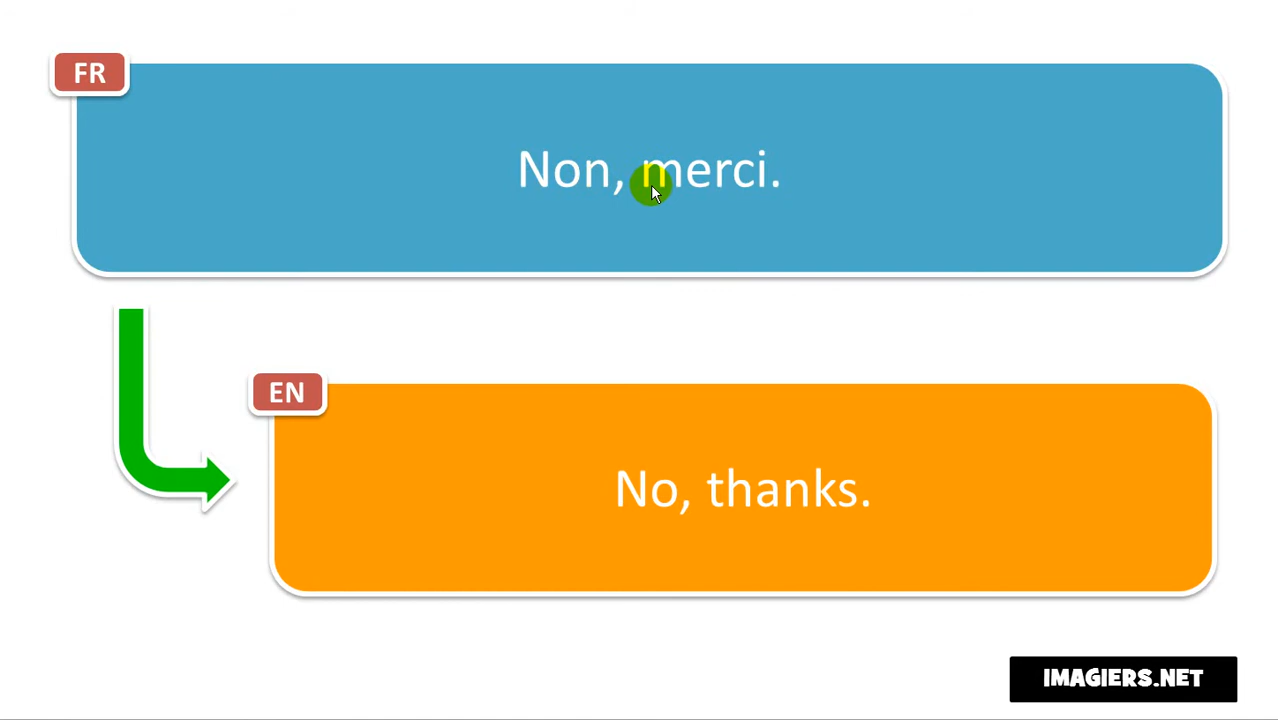 FR
Non, merci.
EN
No, thanks.
IMAGIERS.NET